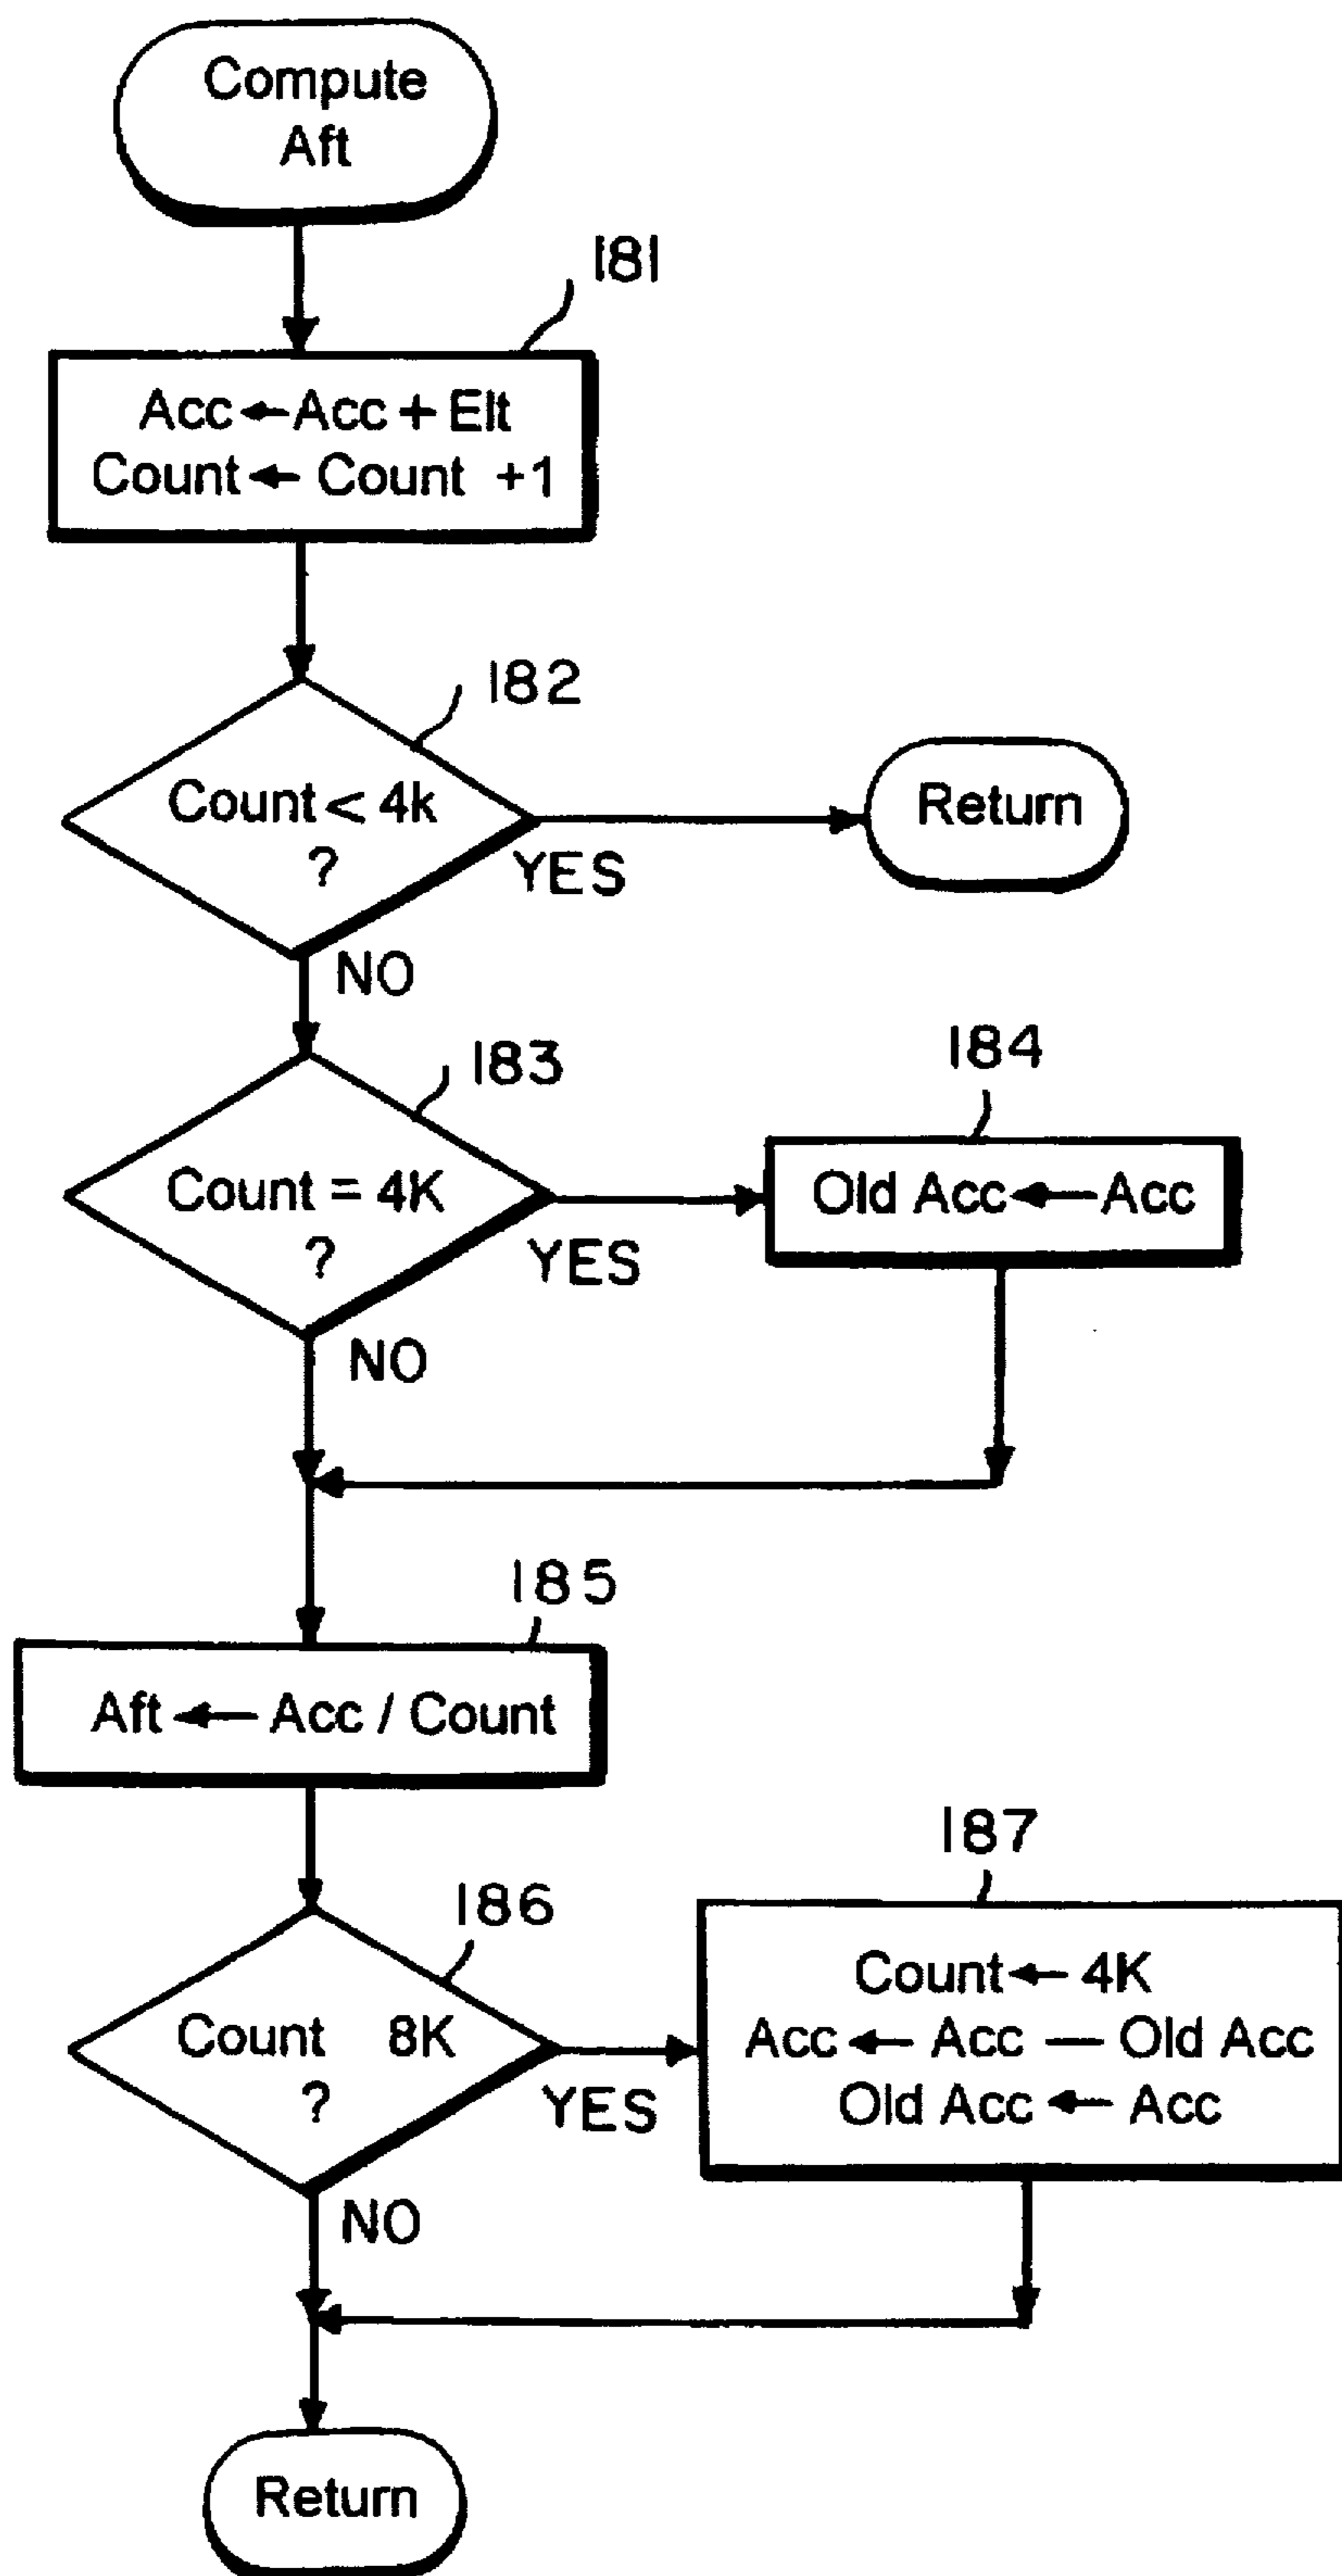 Compute
Aft
181
Acc ← Acc + Elt
Count ← Count +1
182
Count < 4k
?
YES
Return
NO
183
184
Count = 4K
?
YES
Old Acc ← Acc
NO
185
Aft ← Acc / Count
186
187
Count 8K
?
YES
Count ← 4K
Acc ← Acc — Old Acc
Old Acc ← Acc
NO
Return